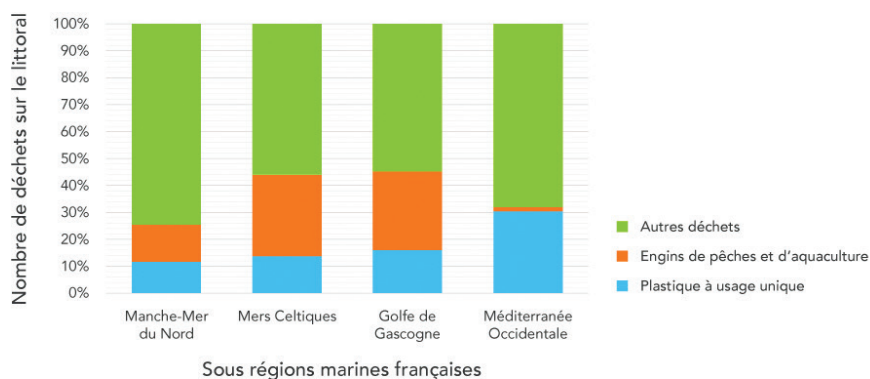 Nombre de déchets sur le littoral
100%
90%
80%
70%
60%
50%
40%
30%
20%
10%
0%
Manche-Mer
du Nord
Mers Celtiques
Golfe de
Gascogne
Méditerranée
Occidentale
Sous régions marines françaises
Autres déchets
Engins de pêches et d'aquaculture
Plastique à usage unique